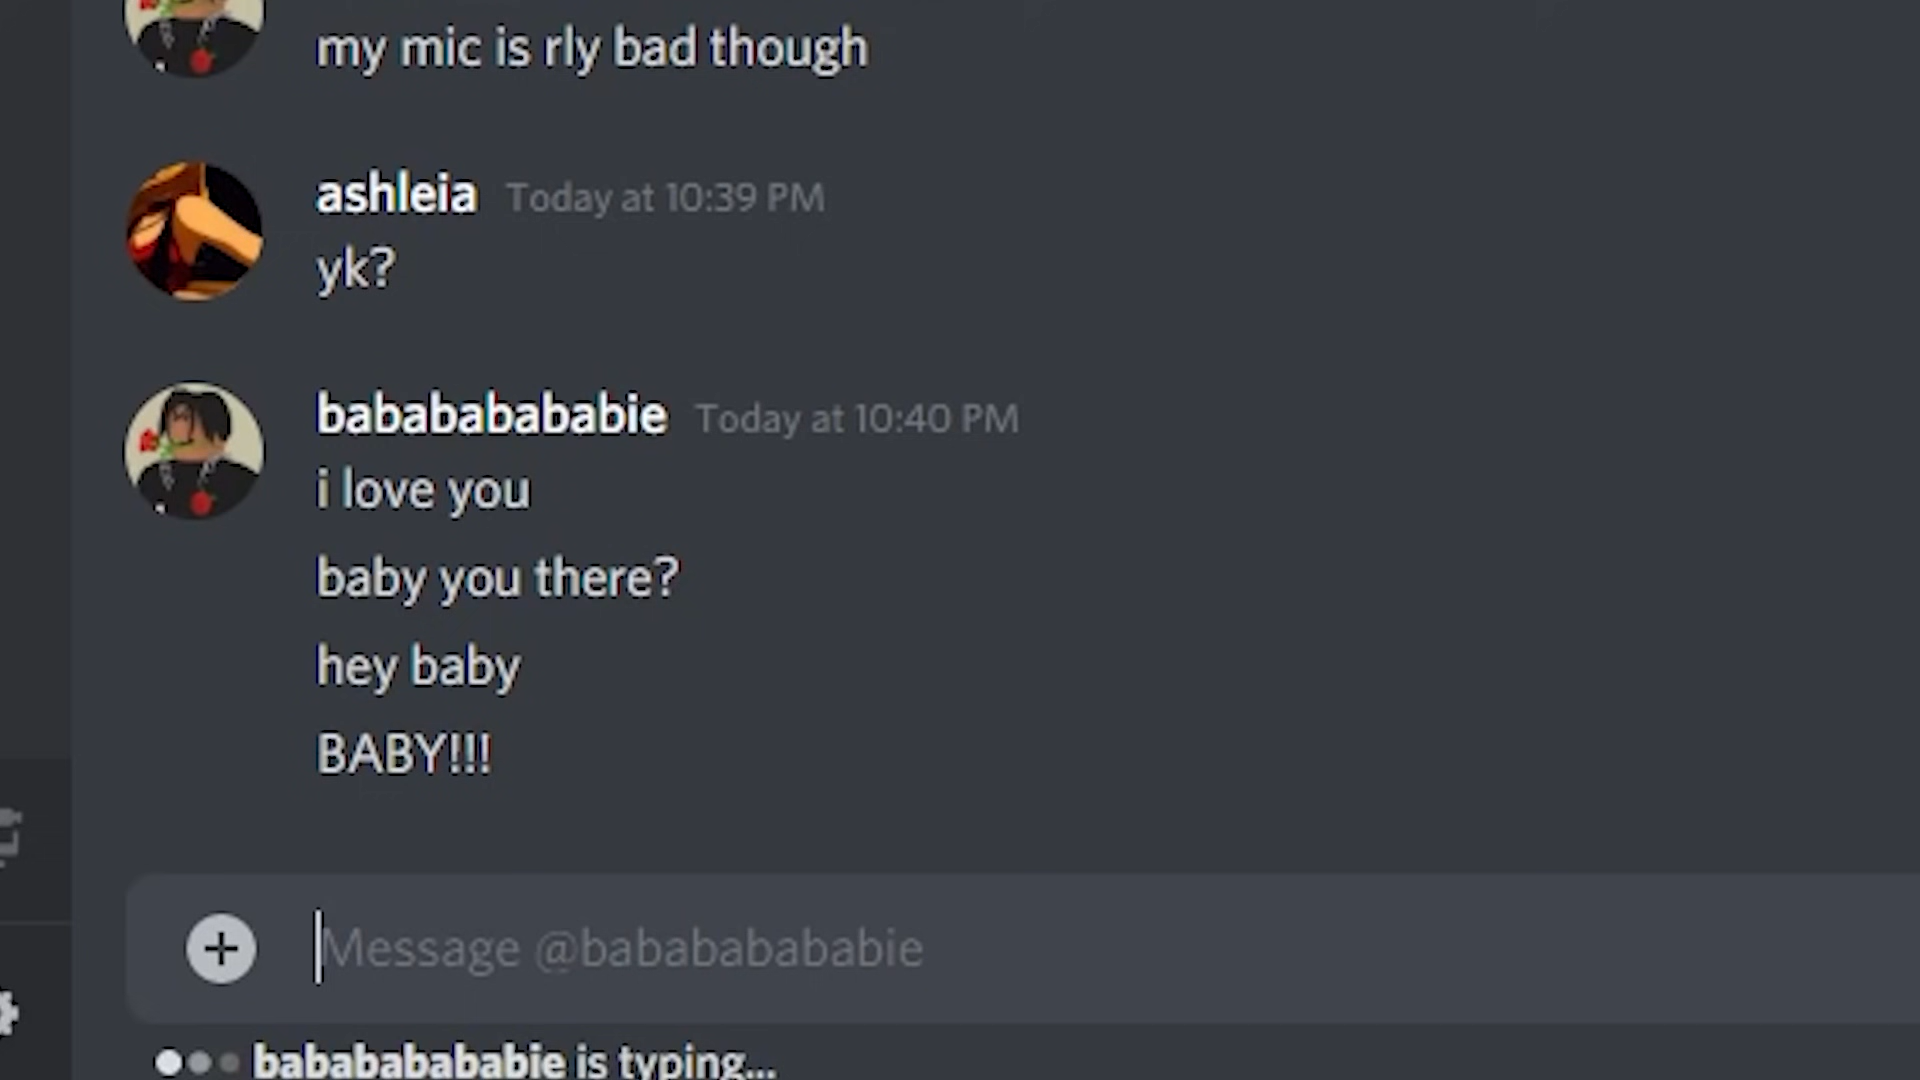 my mic is rly bad though
ashleia Today at 10:39 PM
yk?
babababababie Today at 10:40 PM
i love you
baby you there?
hey baby
BABY!!!
Message @babababababie
babababababie is typing...